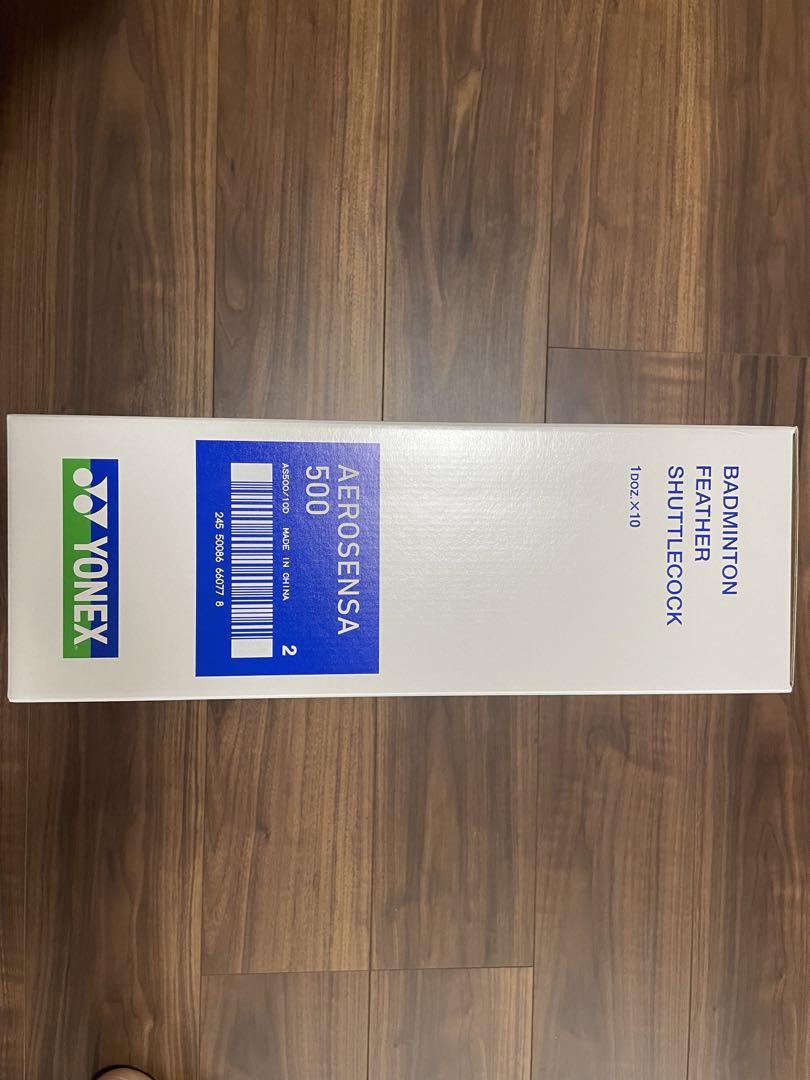 BADMINTON
FEATHER
SHUTTLECOCK
1DOZ.×10
AEROSENSA
500
AS500/10D MADE IN CHINA 2
245 50086 66077 8
YONEX